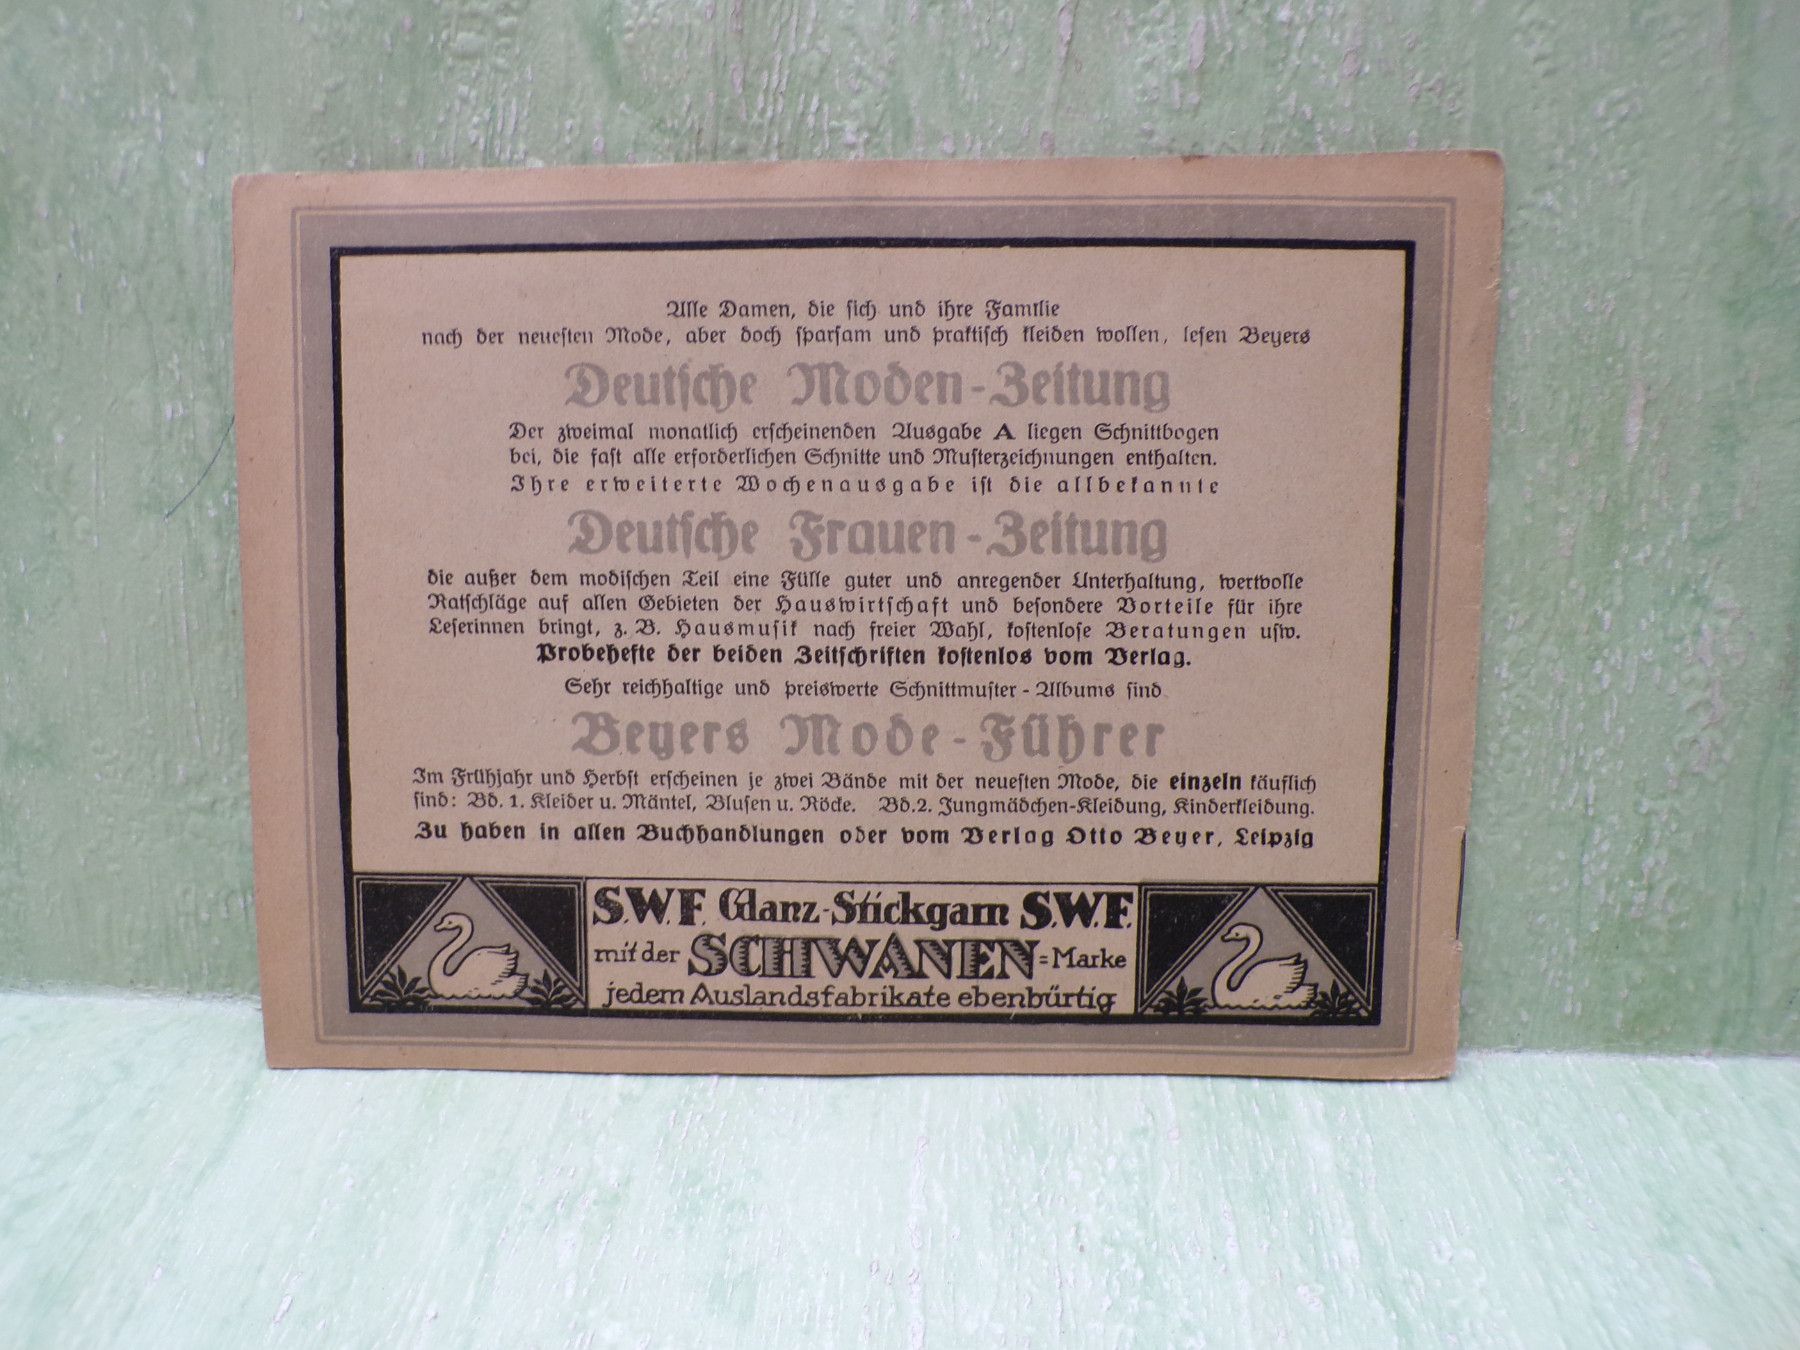 Alle Damen, die sich und ihre Familie
nach der neuesten Mode, aber doch sparsam und praktisch kleiden wollen, lesen Beyers
Deutsche Moden-Zeitung
Der zweimal monatlich erscheinenden Ausgabe A liegen Schnittbogen
bei, die fast alle erforderlichen Schnitte und Musterzeichnungen enthalten.
Ihre erweiterte Wochenausgabe ist die allbekannte
Deutsche Frauen-Zeitung
die außer dem modischen Teil eine Fülle guter und anregender Unterhaltung, wertvolle
Ratschläge auf allen Gebieten der Hauswirtschaft und besondere Vorteile für ihre
Leserinnen bringt, z. B. Hausmusik nach freier Wahl, kostenlose Beratungen usw.
Probehefte der beiden Zeitschriften kostenlos vom Verlag.
Sehr reichhaltige und preiswerte Schnittmuster-Albums sind
Beyers Mode-Führer
Im Frühjahr und Herbst erscheinen je zwei Bände mit der neuesten Mode, die einzeln käuflich
sind: Bd. 1. Kleider u. Mäntel, Blusen u. Röcke. Bd. 2. Jungmädchen-Kleidung, Kinderkleidung.
Zu haben in allen Buchhandlungen oder vom Verlag Otto Beyer, Leipzig
S.W.F. Glanz-Stickgarn S.W.F.
mit der SCHWANEN=Marke
jedem Auslandsfabrikate ebenbürtig